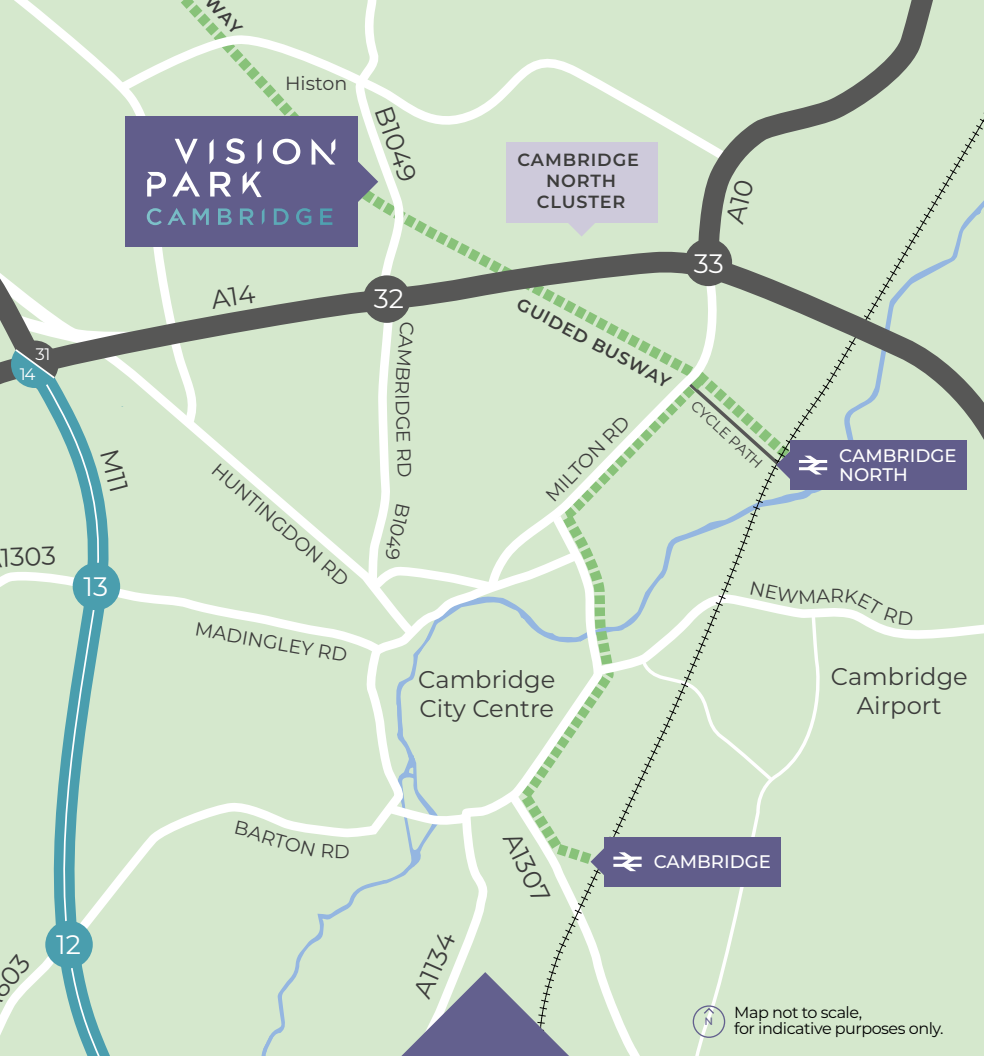 WAY
Histon
B1049
VISION
PARK
CAMBRIDGE
CAMBRIDGE
NORTH
CLUSTER
A10
33
A14
32
GUIDED BUSWAY
31
14
CAMBRIDGE RD
CYCLE PATH
MILTON RD
CAMBRIDGE
NORTH
M11
HUNTINGDON RD
B1049
1303
13
NEWMARKET RD
MADINGLEY RD
Cambridge
City Centre
Cambridge
Airport
BARTON RD
A1307
CAMBRIDGE
12
A1134
603
N
Map not to scale,
for indicative purposes only.